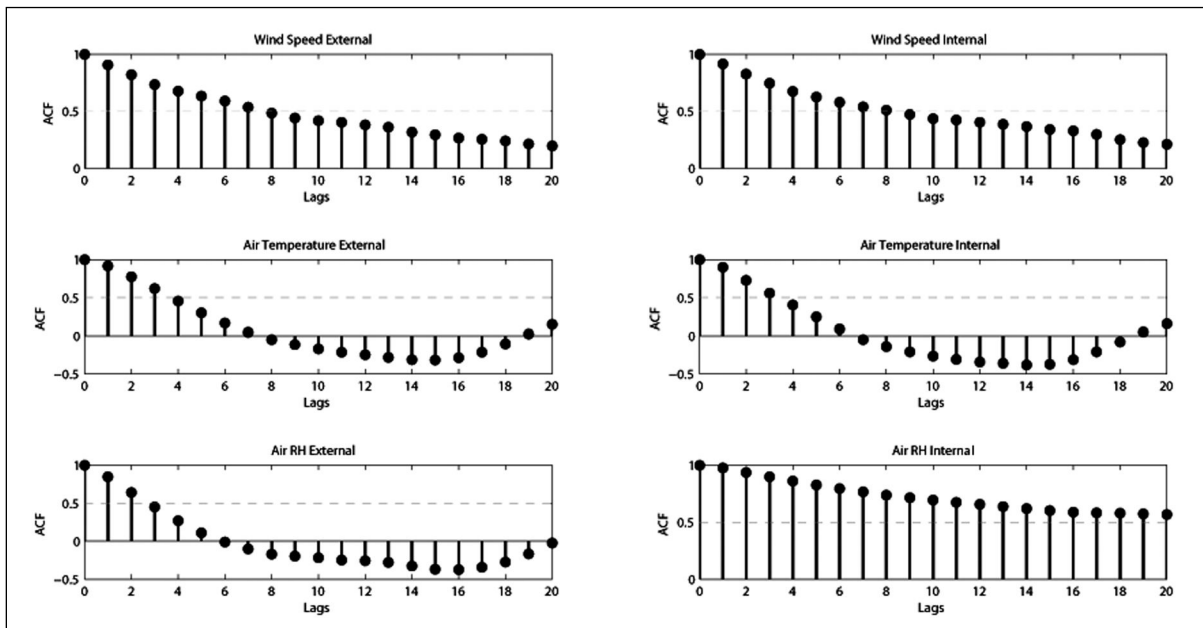 Wind Speed External
1
0.5
0
ACF
0 2 4 6 8 10 12 14 16 18 20
Lags
Wind Speed Internal
1
0.5
0
ACF
0 2 4 6 8 10 12 14 16 18 20
Lags
Air Temperature External
1
0.5
0
−0.5
ACF
0 2 4 6 8 10 12 14 16 18 20
Lags
Air Temperature Internal
1
0.5
0
−0.5
ACF
0 2 4 6 8 10 12 14 16 18 20
Lags
Air RH External
1
0.5
0
−0.5
ACF
0 2 4 6 8 10 12 14 16 18 20
Lags
Air RH Internal
1
0.5
0
ACF
0 2 4 6 8 10 12 14 16 18 20
Lags